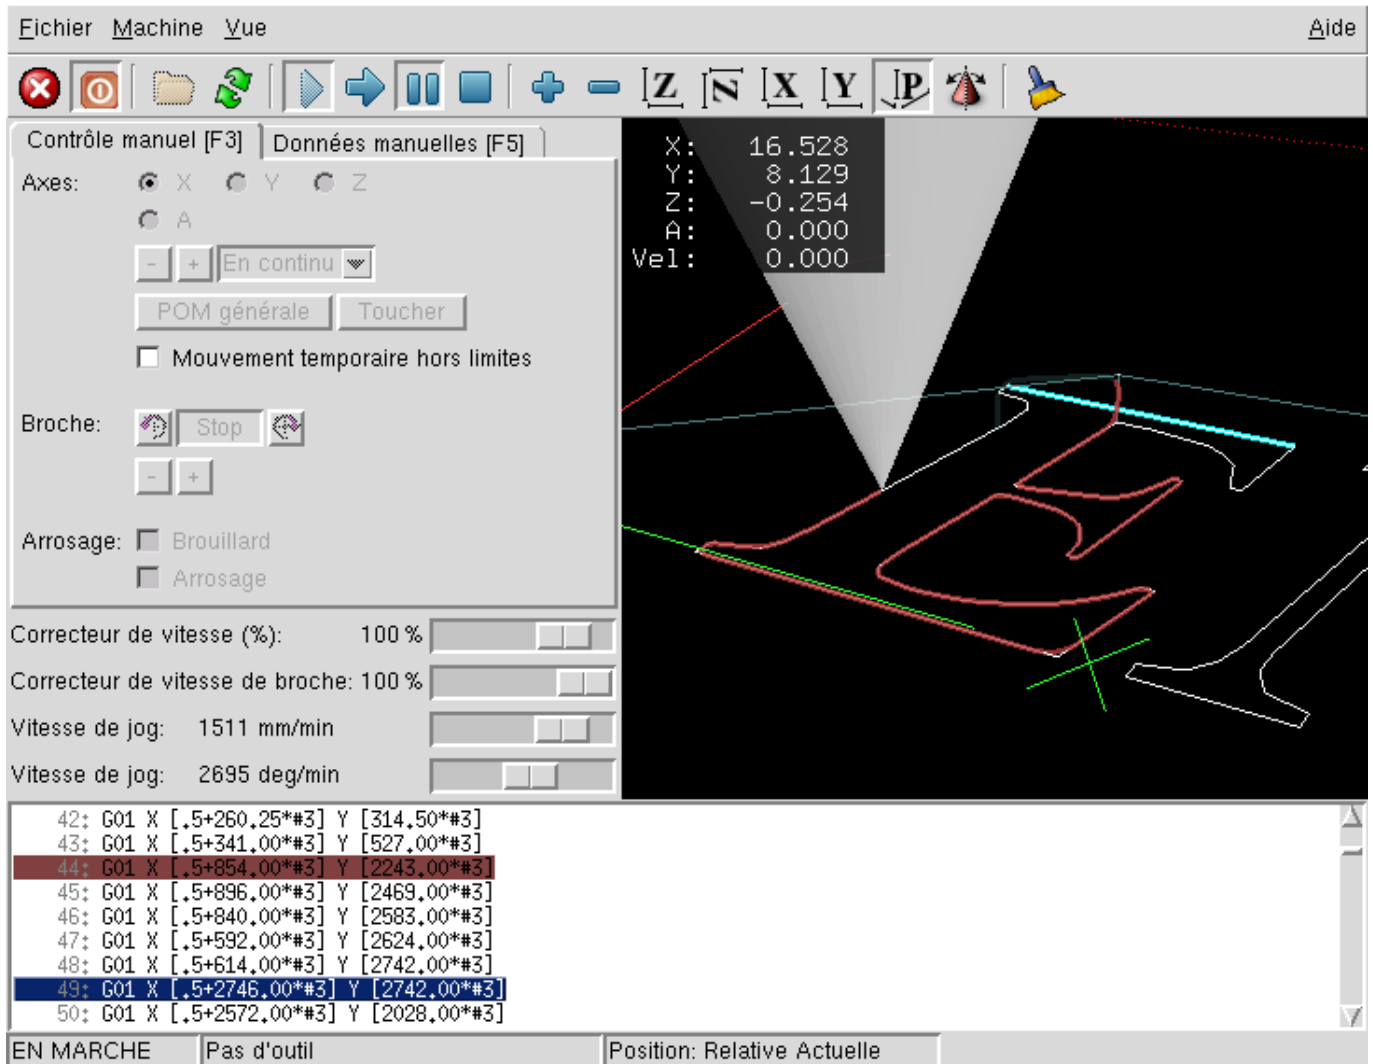 Fichier Machine Vue Aide
Z N X Y P
Contrôle manuel [F3] Données manuelles [F5]
Axes: X Y Z
A
- + En continu
POM générale Toucher
Mouvement temporaire hors limites
Broche: Stop
- +
Arrosage: Brouillard
Arrosage
Correcteur de vitesse (%): 100 %
Correcteur de vitesse de broche: 100 %
Vitesse de jog: 1511 mm/min
Vitesse de jog: 2695 deg/min
X: 16.528
Y: 8.129
Z: -0.254
A: 0.000
Vel: 0.000
42: G01 X [.5+260.25*#3] Y [314.50*#3]
43: G01 X [.5+341.00*#3] Y [527.00*#3]
44: G01 X [.5+854.00*#3] Y [2243.00*#3]
45: G01 X [.5+896.00*#3] Y [2469.00*#3]
46: G01 X [.5+840.00*#3] Y [2583.00*#3]
47: G01 X [.5+592.00*#3] Y [2624.00*#3]
48: G01 X [.5+614.00*#3] Y [2742.00*#3]
49: G01 X [.5+2746.00*#3] Y [2742.00*#3]
50: G01 X [.5+2572.00*#3] Y [2028.00*#3]
EN MARCHE Pas d'outil Position: Relative Actuelle